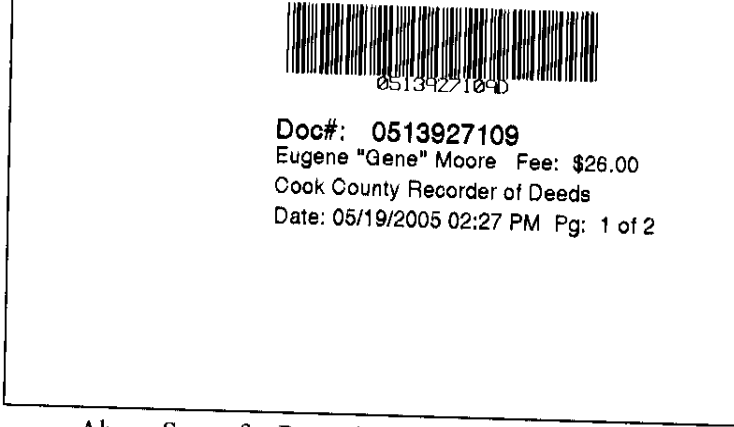 0513927109D
Doc#: 0513927109
Eugene "Gene" Moore Fee: $26.00
Cook County Recorder of Deeds
Date: 05/19/2005 02:27 PM Pg: 1 of 2